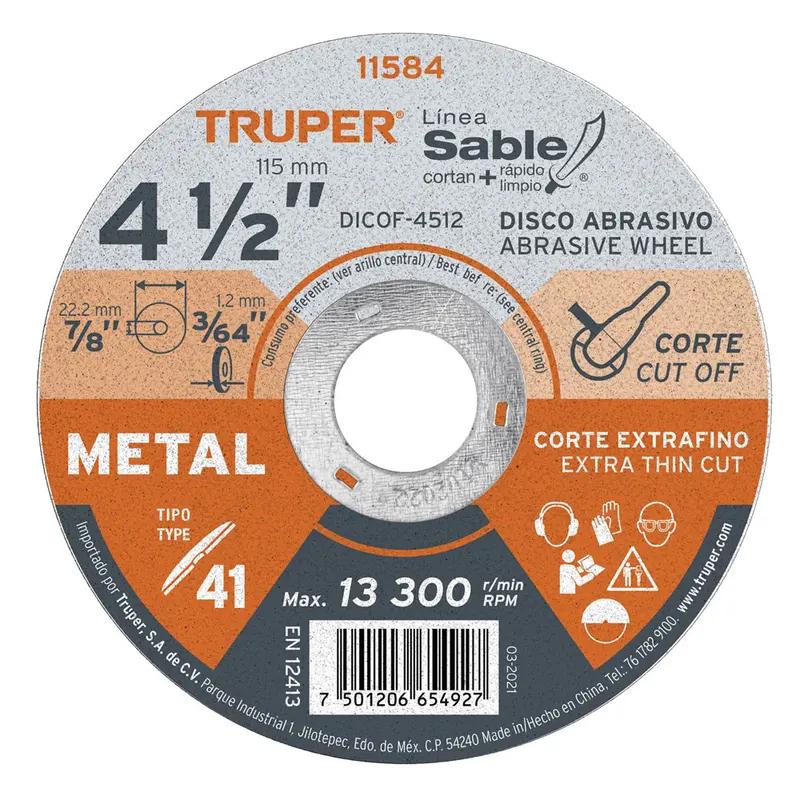 11584
TRUPER®
Línea
Sable
cortan + rápido
limpio ®
115 mm
4 ½"
DICOF-4512
DISCO ABRASIVO
ABRASIVE WHEEL
Consumo preferente: (ver arillo central) / Best bef re: (see central ring)
22.2 mm
7/8"
1.2 mm
3/64"
CORTE
CUT OFF
METAL
CORTE EXTRAFINO
EXTRA THIN CUT
TIPO
TYPE
41
Max. 13 300 r/min
RPM
EN 12413
03-2021
7 501206 654927
Importado por Truper, S.A. de C.V. Parque Industrial 1, Jilotepec, Edo. de Méx. C.P. 54240 Made in/Hecho en China, Tel.: 76 1782 9100. www.truper.com